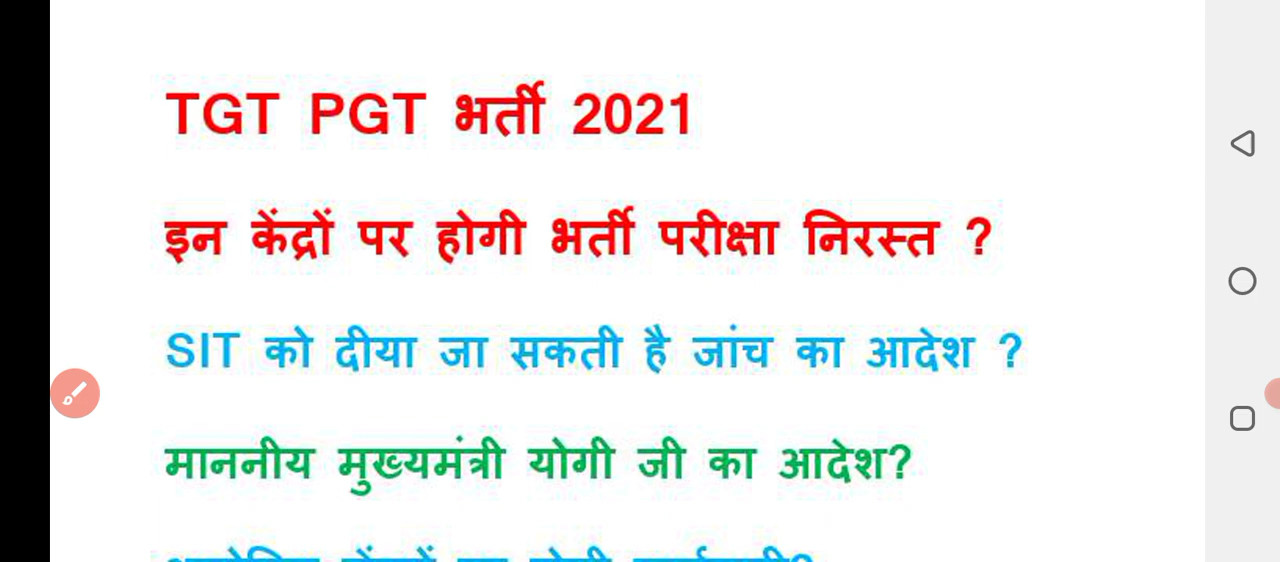 TGT PGT भर्ती 2021
इन केंद्रों पर होगी भर्ती परीक्षा निरस्त ?
SIT को दीया जा सकती है जांच का आदेश ?
माननीय मुख्यमंत्री योगी जी का आदेश?